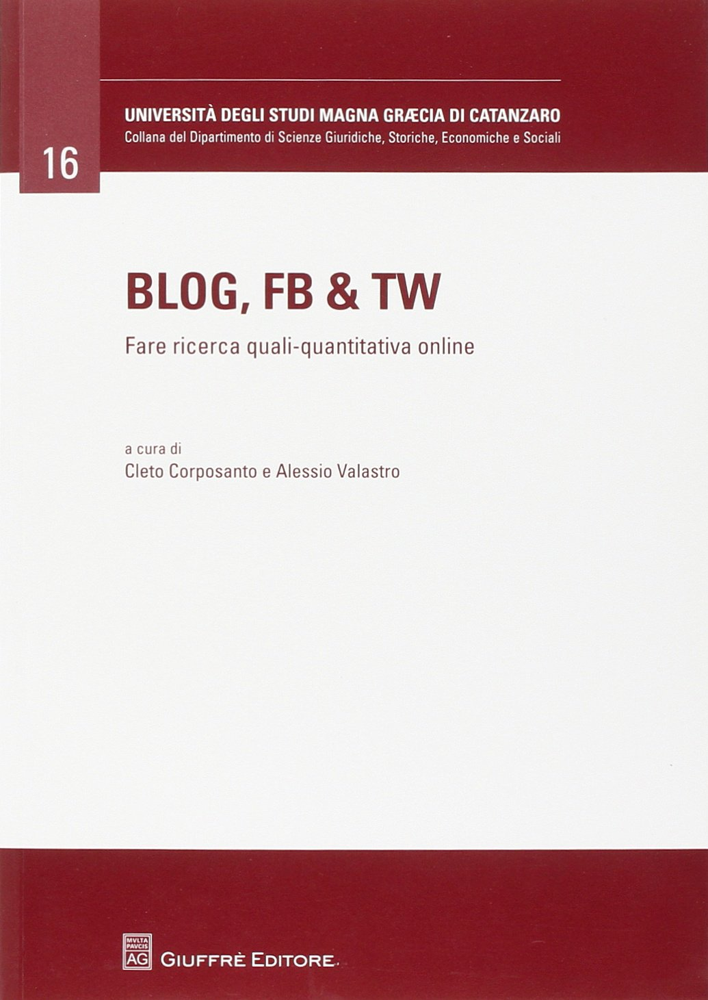 UNIVERSITÀ DEGLI STUDI MAGNA GRÆCIA DI CATANZARO
Collana del Dipartimento di Scienze Giuridiche, Storiche, Economiche e Sociali
16
BLOG, FB & TW
Fare ricerca quali-quantitativa online
a cura di
Cleto Corposanto e Alessio Valastro
MVLTA
PAVCIS
AG
GIUFFRÈ EDITORE